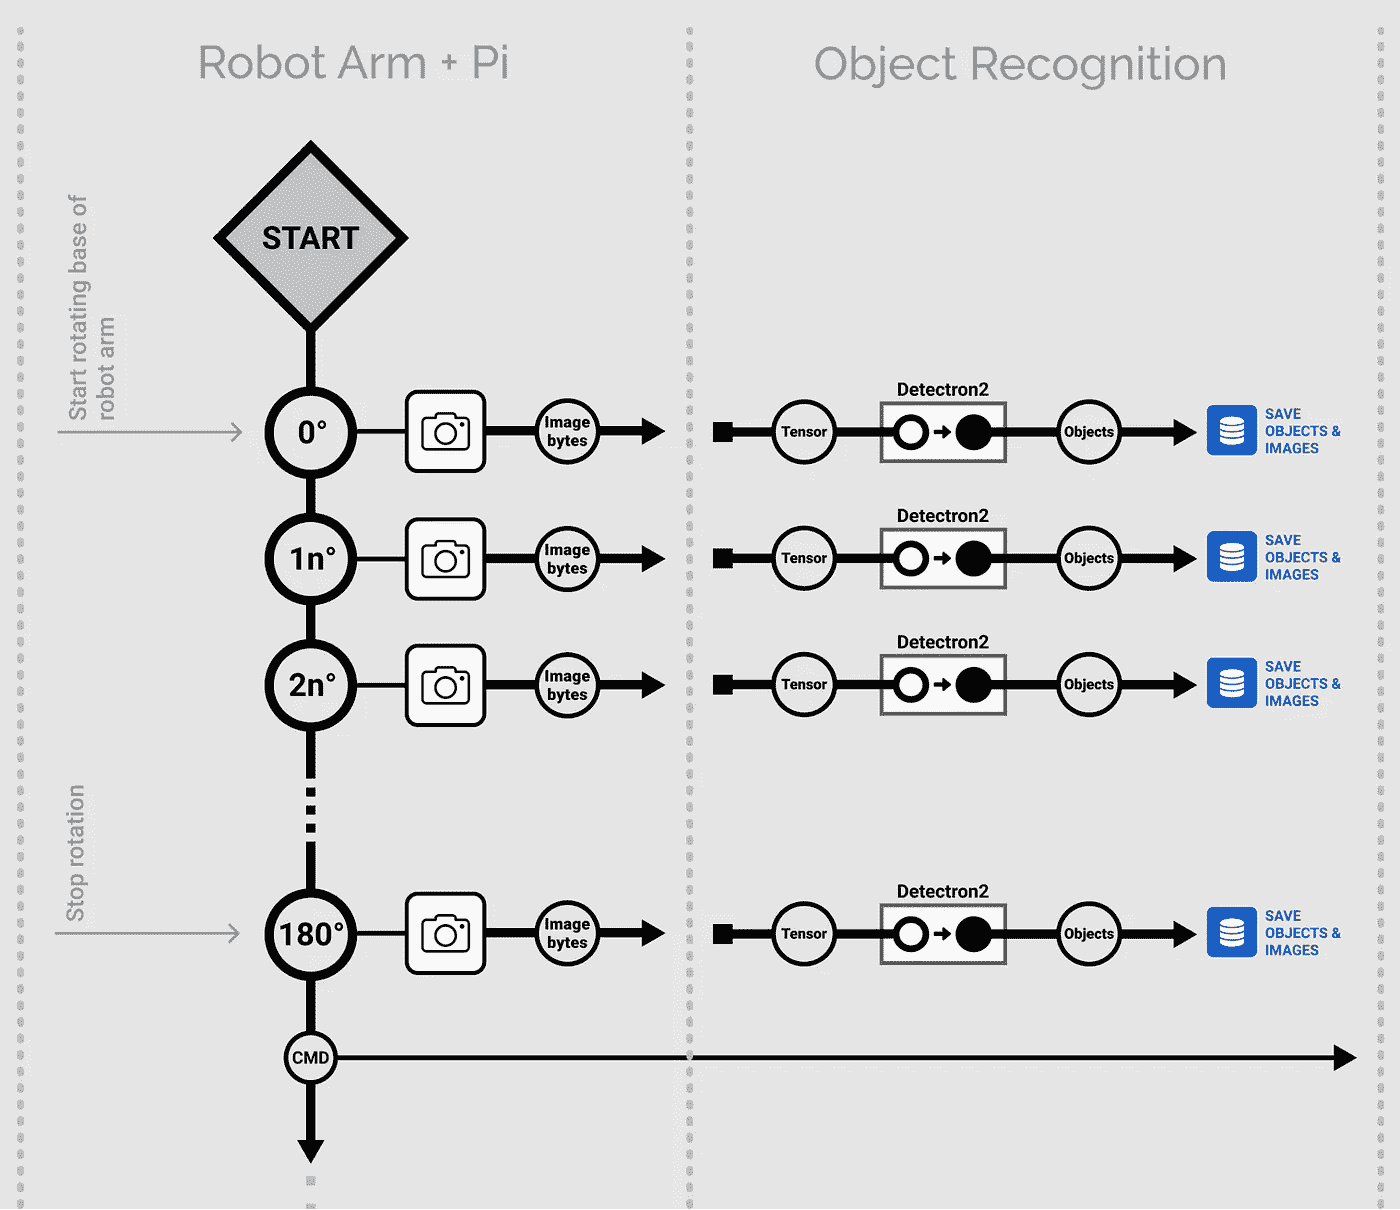 Robot Arm + Pi
Object Recognition
START
Start rotating base of
robot arm
0°
Image
bytes
Tensor
Detectron2
Objects
SAVE
OBJECTS &
IMAGES
1n°
Image
bytes
Tensor
Detectron2
Objects
SAVE
OBJECTS &
IMAGES
2n°
Image
bytes
Tensor
Detectron2
Objects
SAVE
OBJECTS &
IMAGES
Stop rotation
180°
Image
bytes
Tensor
Detectron2
Objects
SAVE
OBJECTS &
IMAGES
CMD